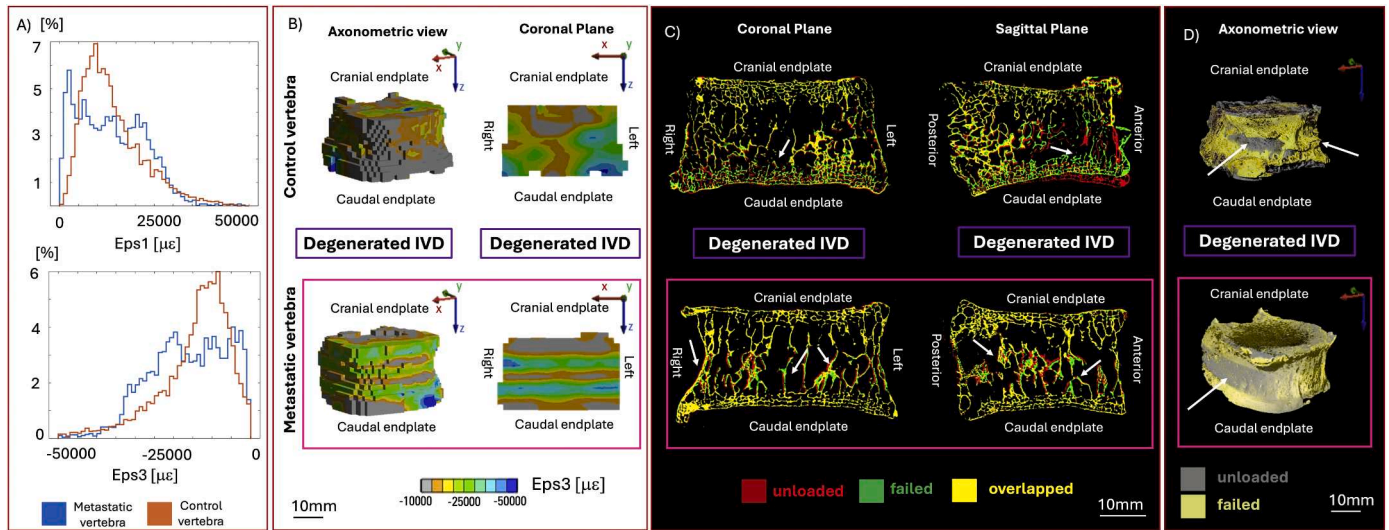 A)
[%]
7
5
4
3
2
1
0
25000
50000
Eps1 [με]
[%]
6
4
2
0
-50000
-25000
0
Eps3 [με]
Metastatic vertebra
Control vertebra
B)
Axonometric view
Coronal Plane
Control vertebra
Cranial endplate
y
x
z
x
y
z
Cranial endplate
Right
Left
Caudal endplate
Caudal endplate
Degenerated IVD
Degenerated IVD
Metastatic vertebra
Cranial endplate
y
x
z
x
y
z
Cranial endplate
Right
Left
Caudal endplate
Caudal endplate
10mm
-10000
-25000
-50000
Eps3 [με]
C)
Coronal Plane
Sagittal Plane
Cranial endplate
Cranial endplate
Right
Left
Posterior
Anterior
Caudal endplate
Caudal endplate
Degenerated IVD
Degenerated IVD
Cranial endplate
Cranial endplate
Right
Left
Posterior
Anterior
Caudal endplate
Caudal endplate
unloaded
failed
overlapped
10mm
D)
Axonometric view
Cranial endplate
Caudal endplate
Degenerated IVD
Cranial endplate
Caudal endplate
unloaded
failed
10mm